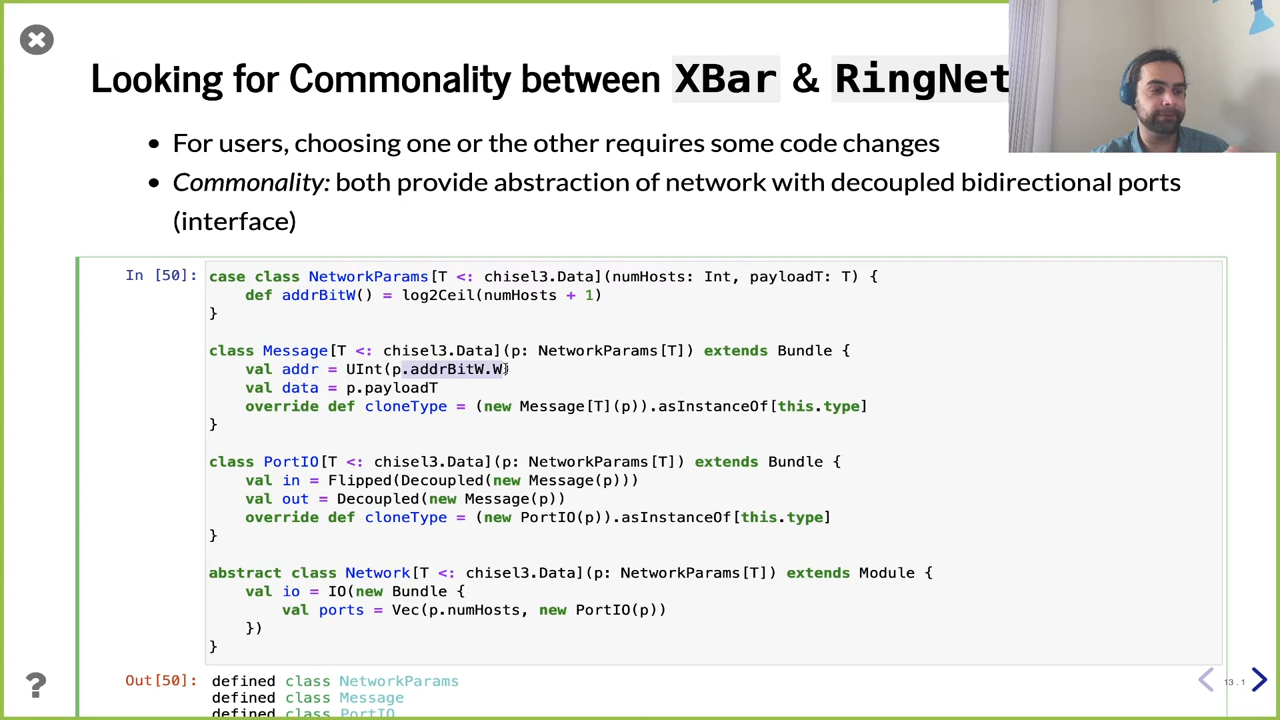 Looking for Commonality between XBar & RingNet
• For users, choosing one or the other requires some code changes
• Commonality: both provide abstraction of network with decoupled bidirectional ports
(interface)
In [50]:
case class NetworkParams[T <: chisel3.Data](numHosts: Int, payloadT: T) {
    def addrBitW() = log2Ceil(numHosts + 1)
}
class Message[T <: chisel3.Data](p: NetworkParams[T]) extends Bundle {
    val addr = UInt(p.addrBitW.W)
    val data = p.payloadT
    override def cloneType = (new Message[T](p)).asInstanceOf[this.type]
}
class PortIO[T <: chisel3.Data](p: NetworkParams[T]) extends Bundle {
    val in = Flipped(Decoupled(new Message(p)))
    val out = Decoupled(new Message(p))
    override def cloneType = (new PortIO(p)).asInstanceOf[this.type]
}
abstract class Network[T <: chisel3.Data](p: NetworkParams[T]) extends Module {
    val io = IO(new Bundle {
        val ports = Vec(p.numHosts, new PortIO(p))
    })
}
Out[50]:
defined class NetworkParams
defined class Message
defined class PortIO
?
13.1